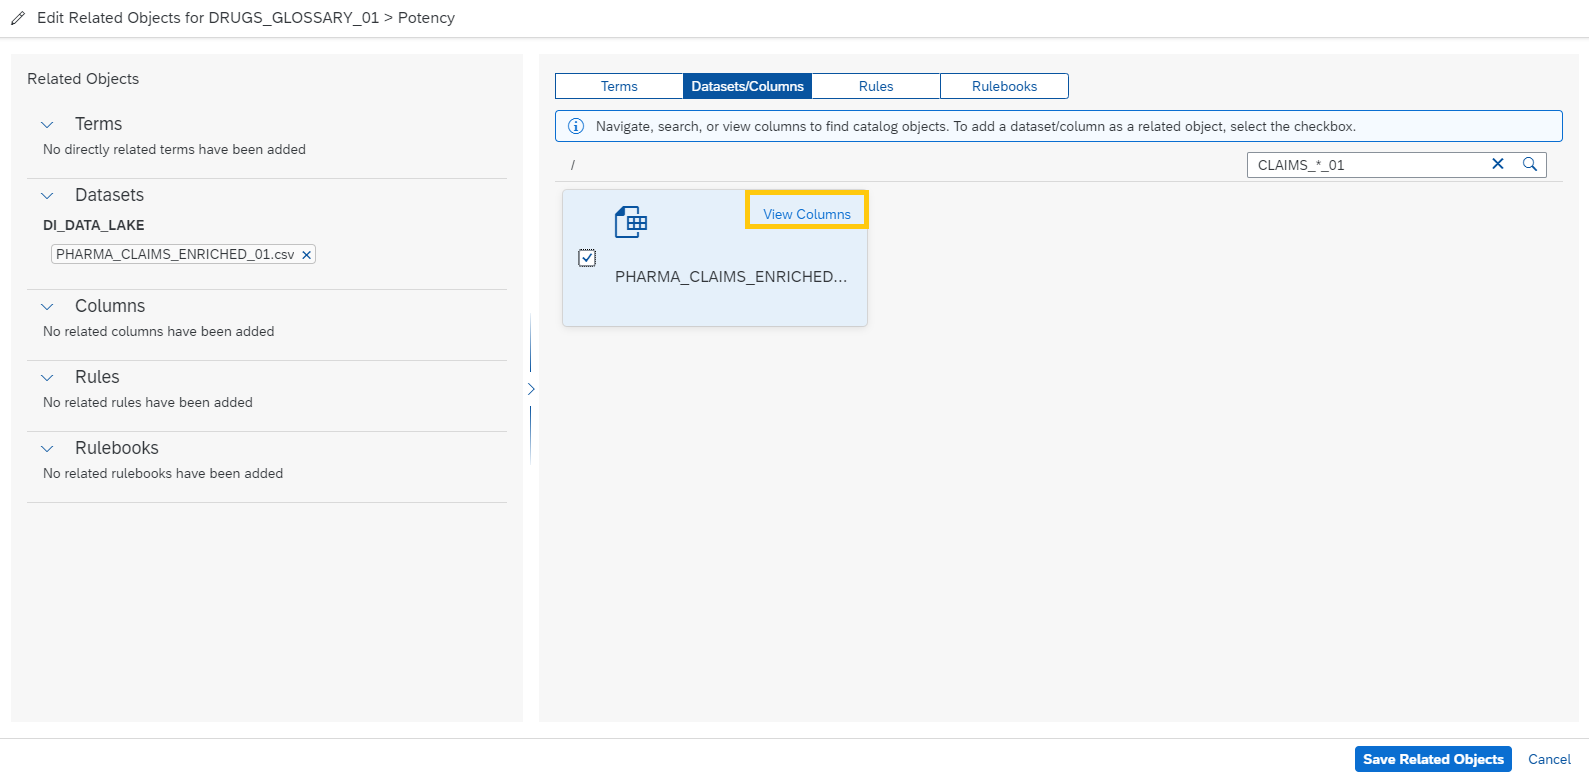 Edit Related Objects for DRUGS_GLOSSARY_01 > Potency
Related Objects
Terms
No directly related terms have been added
Datasets
DI_DATA_LAKE
PHARMA_CLAIMS_ENRICHED_01.csv
Columns
No related columns have been added
Rules
No related rules have been added
Rulebooks
No related rulebooks have been added
Terms Datasets/Columns Rules Rulebooks
Navigate, search, or view columns to find catalog objects. To add a dataset/column as a related object, select the checkbox.
/ CLAIMS_*_01
View Columns
PHARMA_CLAIMS_ENRICHED...
Save Related Objects Cancel